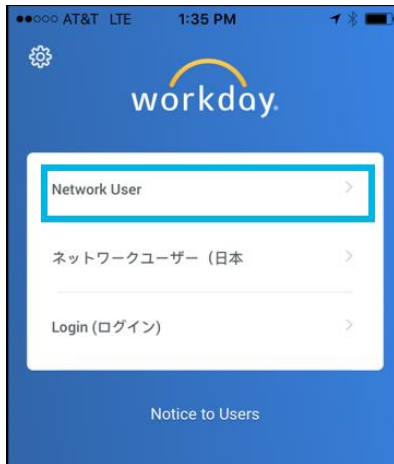 AT&T LTE 1:35 PM
workday.
Network User
ネットワークユーザー（日本
Login (ログイン)
Notice to Users